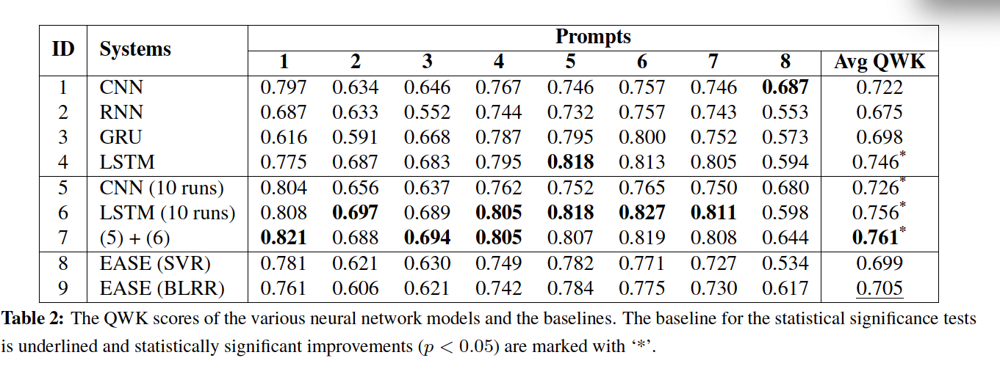 ID Systems Prompts
1 2 3 4 5 6 7 8 Avg QWK
1 CNN 0.797 0.634 0.646 0.767 0.746 0.757 0.746 0.687 0.722
2 RNN 0.687 0.633 0.552 0.744 0.732 0.757 0.743 0.553 0.675
3 GRU 0.616 0.591 0.668 0.787 0.795 0.800 0.752 0.573 0.698
4 LSTM 0.775 0.687 0.683 0.795 0.818 0.813 0.805 0.594 0.746*
5 CNN (10 runs) 0.804 0.656 0.637 0.762 0.752 0.765 0.750 0.680 0.726*
6 LSTM (10 runs) 0.808 0.697 0.689 0.805 0.818 0.827 0.811 0.598 0.756*
7 (5) + (6) 0.821 0.688 0.694 0.805 0.807 0.819 0.808 0.644 0.761*
8 EASE (SVR) 0.781 0.621 0.630 0.749 0.782 0.771 0.727 0.534 0.699
9 EASE (BLRR) 0.761 0.606 0.621 0.742 0.784 0.775 0.730 0.617 0.705
Table 2: The QWK scores of the various neural network models and the baselines. The baseline for the statistical significance tests
is underlined and statistically significant improvements (p < 0.05) are marked with ‘*’.